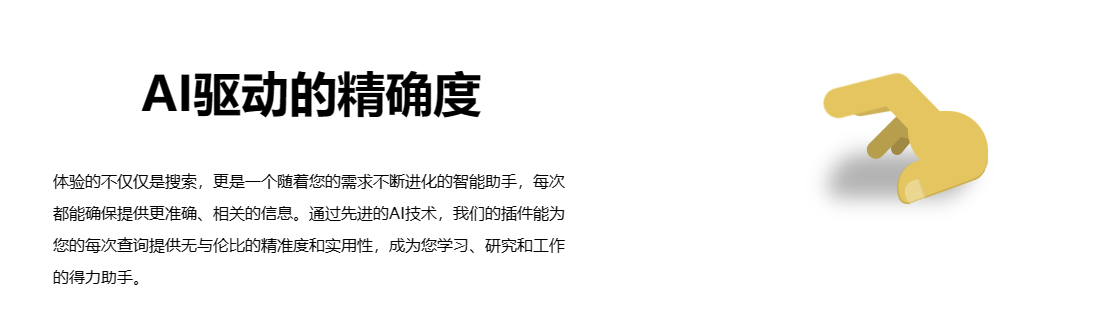 AI驱动的精确度
体验的不仅仅是搜索，更是一个随着您的需求不断进化的智能助手，每次
都能确保提供更准确、相关的信息。通过先进的AI技术，我们的插件能为
您的每次查询提供无与伦比的精准度和实用性，成为您学习、研究和工作
的得力助手。